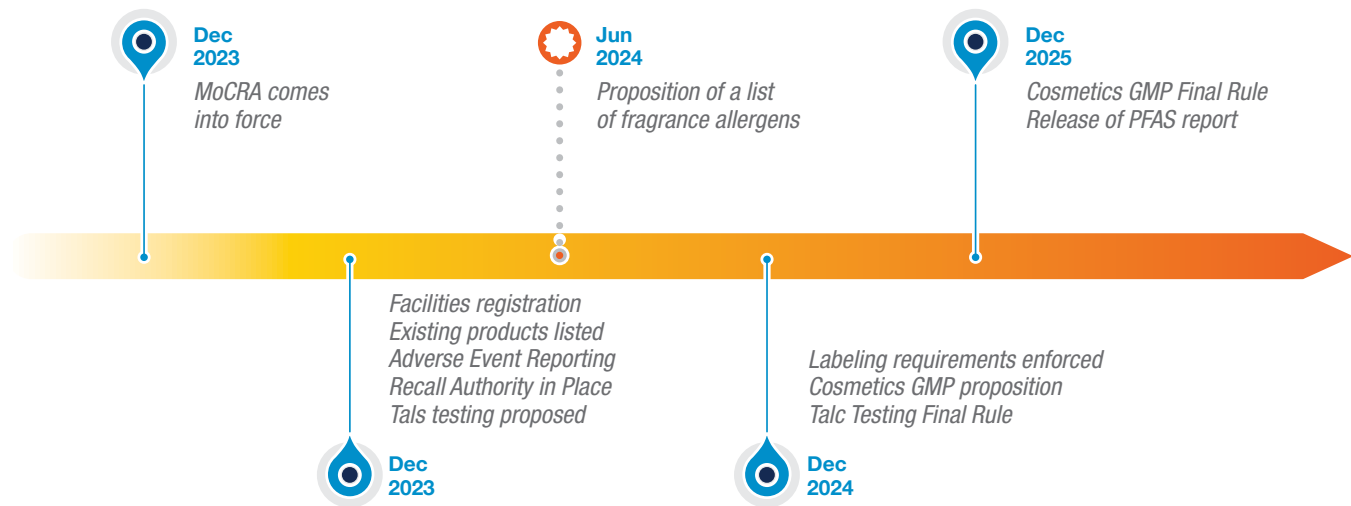 Dec
2023
MoCRA comes
into force
Jun
2024
Proposition of a list
of fragrance allergens
Dec
2025
Cosmetics GMP Final Rule
Release of PFAS report
Facilities registration
Existing products listed
Adverse Event Reporting
Recall Authority in Place
Tals testing proposed
Dec
2023
Labeling requirements enforced
Cosmetics GMP proposition
Talc Testing Final Rule
Dec
2024